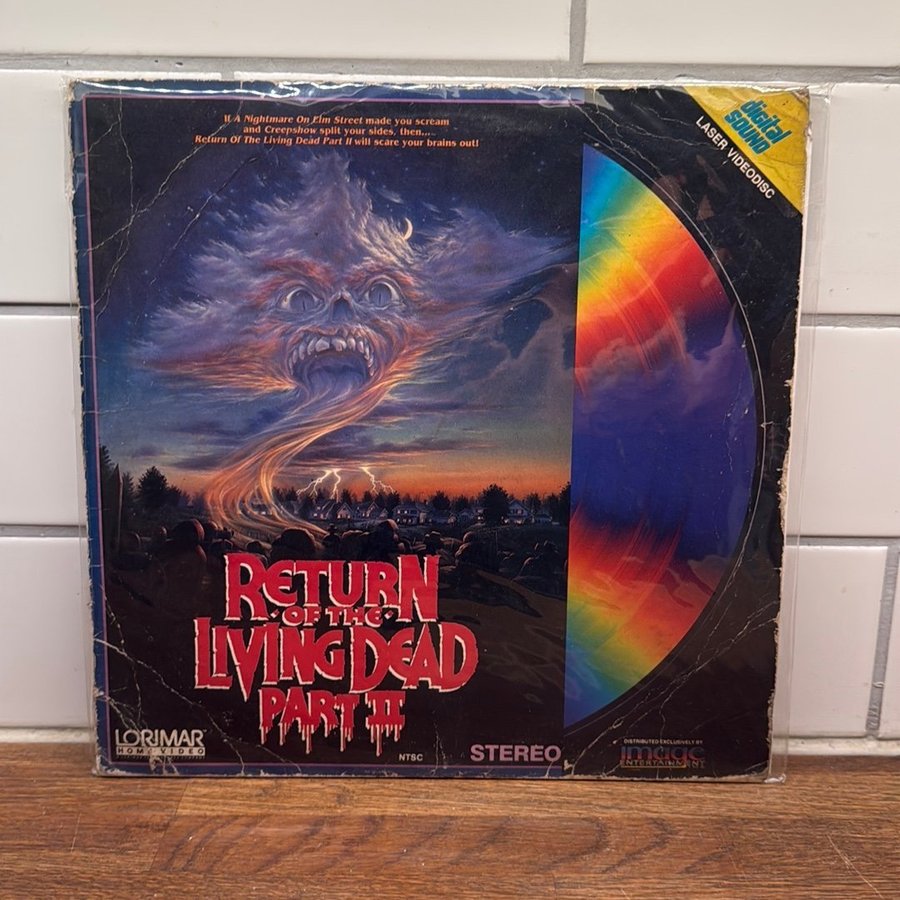 If A Nightmare On Elm Street made you scream
and Creepshow split your sides, then....
Return Of The Living Dead Part II will scare your brains out!
digital
sound
LASER VIDEODISC
RETURN
·OF THE·
LIVING DEAD
PART II
LORIMAR
HOME VIDEO
NTSC
STEREO
DISTRIBUTED EXCLUSIVELY BY
image
ENTERTAINMENT